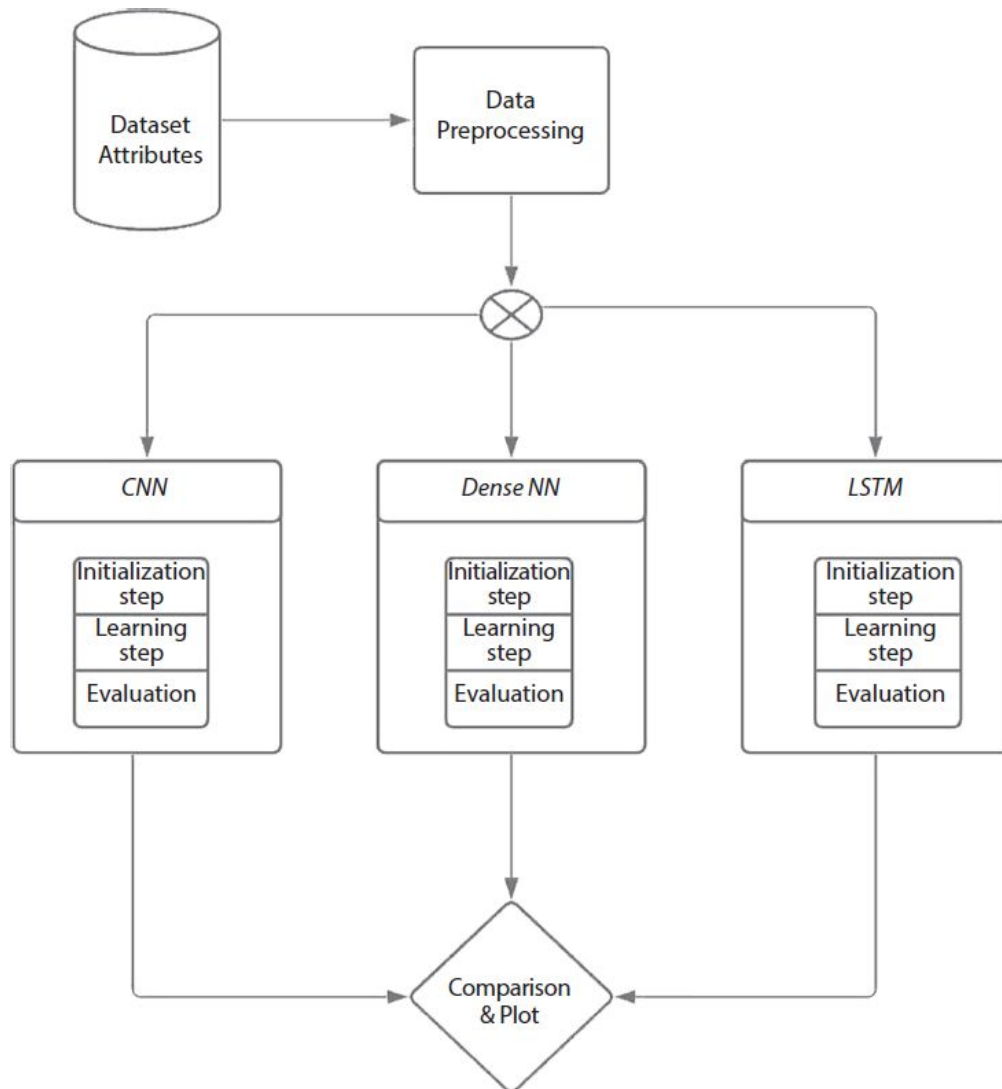 Dataset
Attributes
Data
Preprocessing
CNN
Initialization
step
Learning
step
Evaluation
Dense NN
Initialization
step
Learning
step
Evaluation
LSTM
Initialization
step
Learning
step
Evaluation
Comparison
& Plot